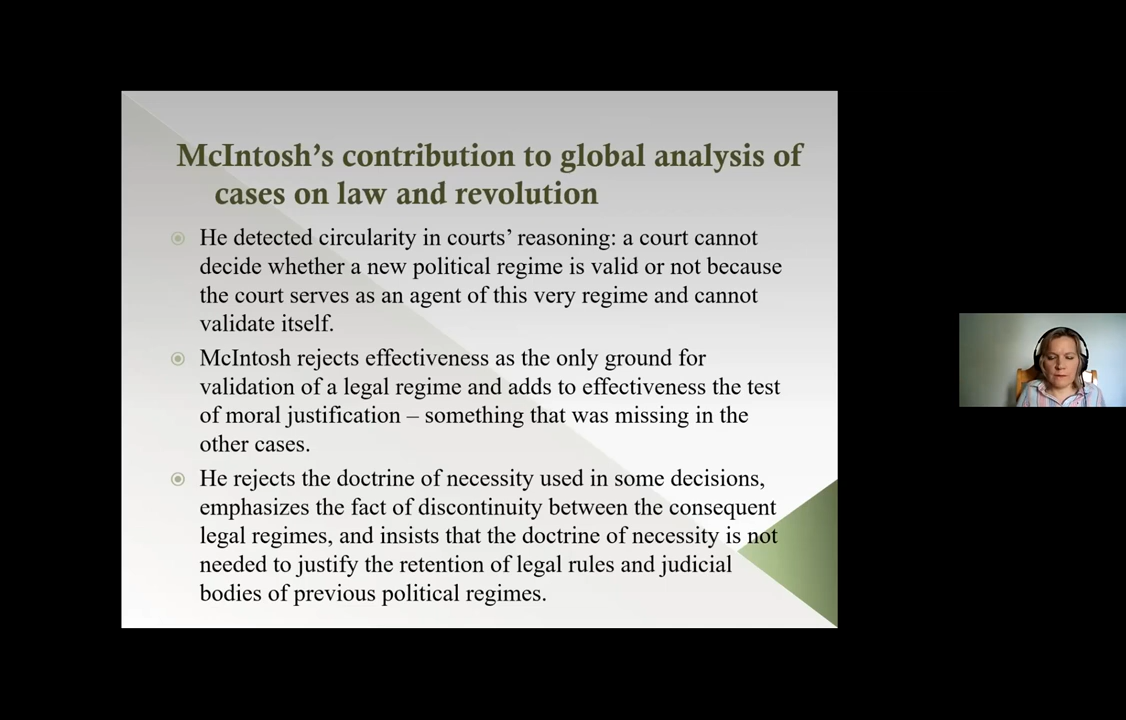 McIntosh’s contribution to global analysis of
cases on law and revolution
He detected circularity in courts’ reasoning: a court cannot
decide whether a new political regime is valid or not because
the court serves as an agent of this very regime and cannot
validate itself.
McIntosh rejects effectiveness as the only ground for
validation of a legal regime and adds to effectiveness the test
of moral justification – something that was missing in the
other cases.
He rejects the doctrine of necessity used in some decisions,
emphasizes the fact of discontinuity between the consequent
legal regimes, and insists that the doctrine of necessity is not
needed to justify the retention of legal rules and judicial
bodies of previous political regimes.